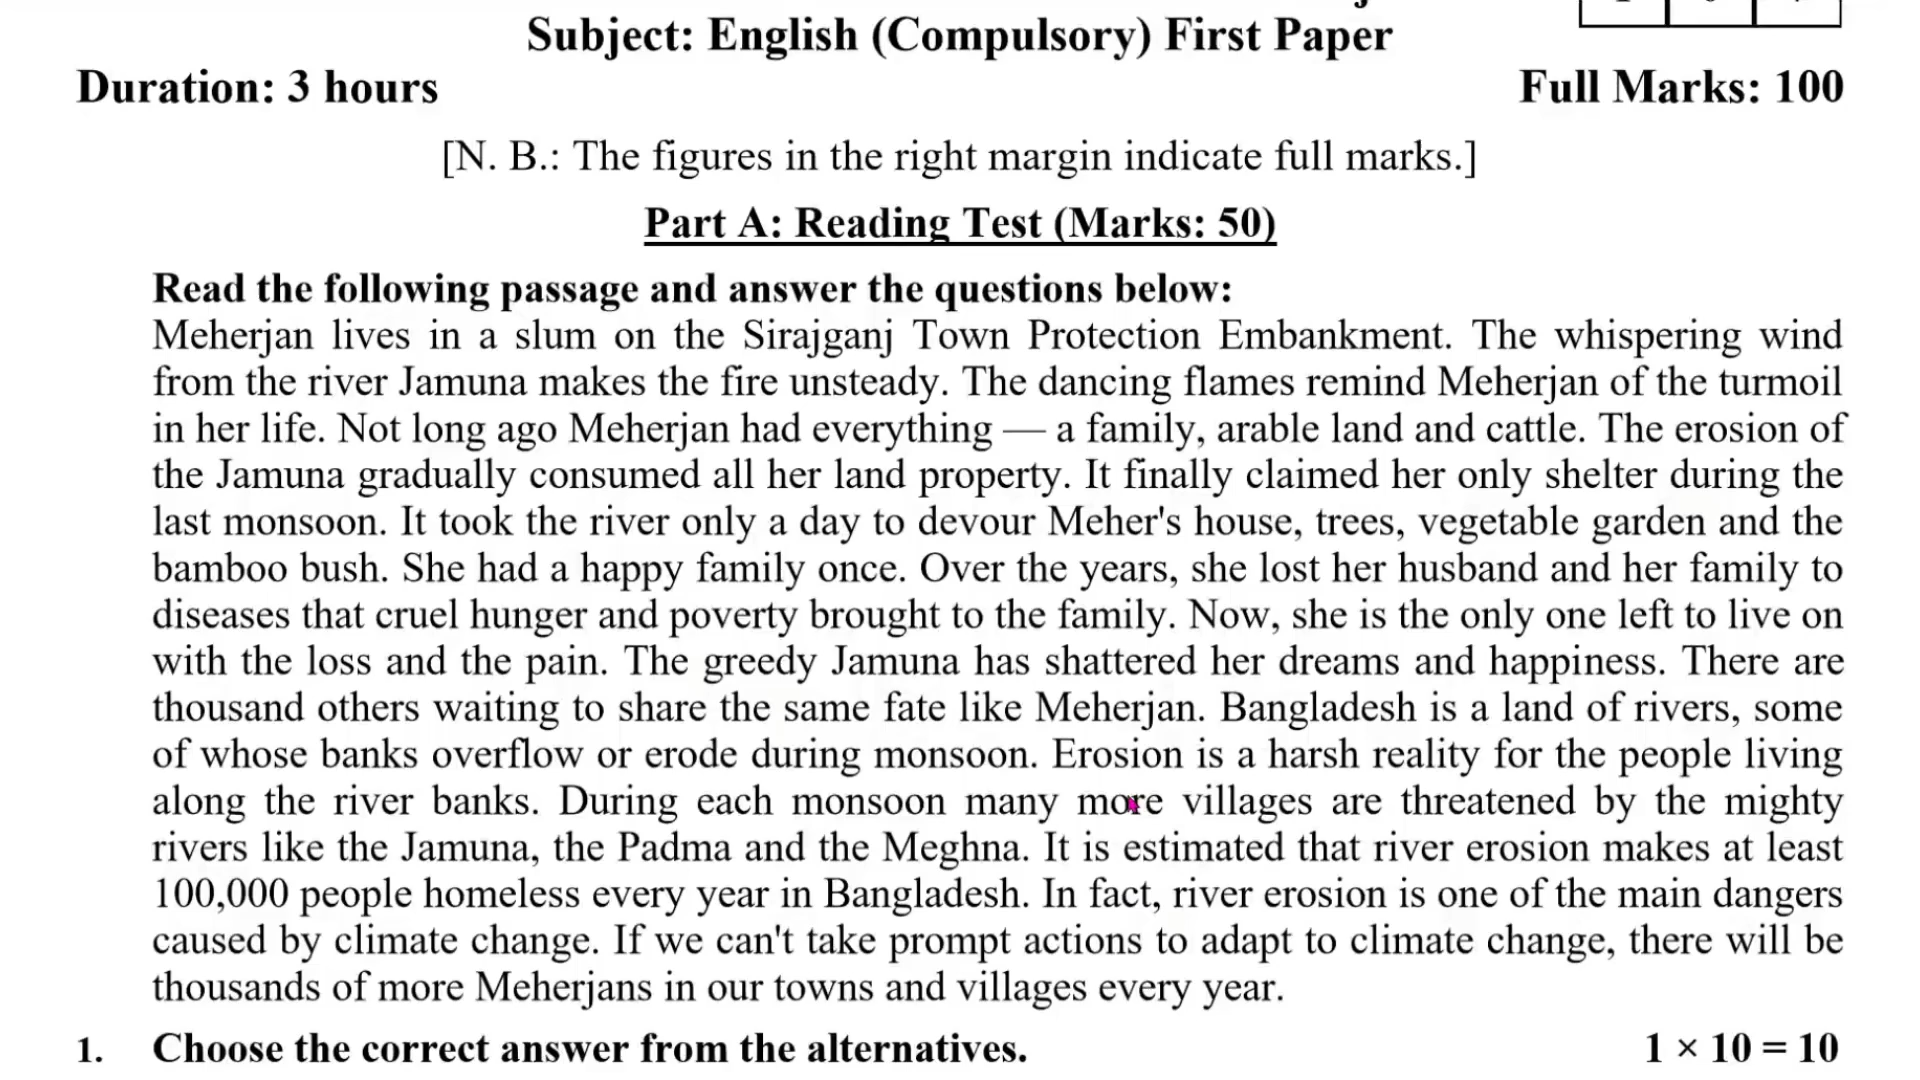 Subject: English (Compulsory) First Paper
Duration: 3 hours Full Marks: 100
[N. B.: The figures in the right margin indicate full marks.]
Part A: Reading Test (Marks: 50)
Read the following passage and answer the questions below:
Meherjan lives in a slum on the Sirajganj Town Protection Embankment. The whispering wind
from the river Jamuna makes the fire unsteady. The dancing flames remind Meherjan of the turmoil
in her life. Not long ago Meherjan had everything — a family, arable land and cattle. The erosion of
the Jamuna gradually consumed all her land property. It finally claimed her only shelter during the
last monsoon. It took the river only a day to devour Meher's house, trees, vegetable garden and the
bamboo bush. She had a happy family once. Over the years, she lost her husband and her family to
diseases that cruel hunger and poverty brought to the family. Now, she is the only one left to live on
with the loss and the pain. The greedy Jamuna has shattered her dreams and happiness. There are
thousand others waiting to share the same fate like Meherjan. Bangladesh is a land of rivers, some
of whose banks overflow or erode during monsoon. Erosion is a harsh reality for the people living
along the river banks. During each monsoon many more villages are threatened by the mighty
rivers like the Jamuna, the Padma and the Meghna. It is estimated that river erosion makes at least
100,000 people homeless every year in Bangladesh. In fact, river erosion is one of the main dangers
caused by climate change. If we can't take prompt actions to adapt to climate change, there will be
thousands of more Meherjans in our towns and villages every year.
1. Choose the correct answer from the alternatives. 1 × 10 = 10